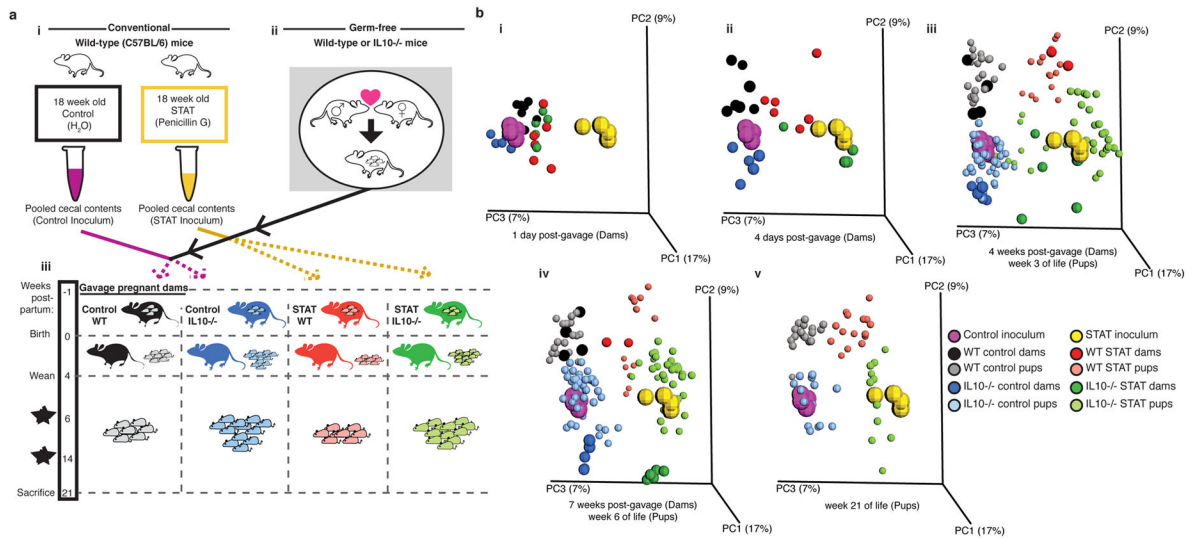 a
i
Conventional
Wild-type (C57BL/6) mice
18 week old
Control
(H2O)
18 week old
STAT
(Penicillin G)
Pooled cecal contents
(Control Inoculum)
Pooled cecal contents
(STAT Inoculum)
ii
Germ-free
Wild-type or IL10-/- mice
iii
Weeks
post-
partum:
Gavage pregnant dams
-1
Control
WT
Control
IL10-/-
STAT
WT
STAT
IL10-/-
Birth
0
Wean
4
6
14
Sacrifice
21
b
i
PC2 (9%)
PC3 (7%)
1 day post-gavage (Dams)
PC1 (17%)
ii
PC2 (9%)
PC3 (7%)
4 days post-gavage (Dams)
PC1 (17%)
iii
PC2 (9%)
PC3 (7%)
4 weeks post-gavage (Dams)
week 3 of life (Pups)
PC1 (17%)
iv
PC2 (9%)
PC3 (7%)
7 weeks post-gavage (Dams)
week 6 of life (Pups)
PC1 (17%)
v
PC2 (9%)
PC3 (7%)
week 21 of life (Pups)
PC1 (17%)
Control inoculum
WT control dams
WT control pups
IL10-/- control dams
IL10-/- control pups
STAT inoculum
WT STAT dams
WT STAT pups
IL10-/- STAT dams
IL10-/- STAT pups